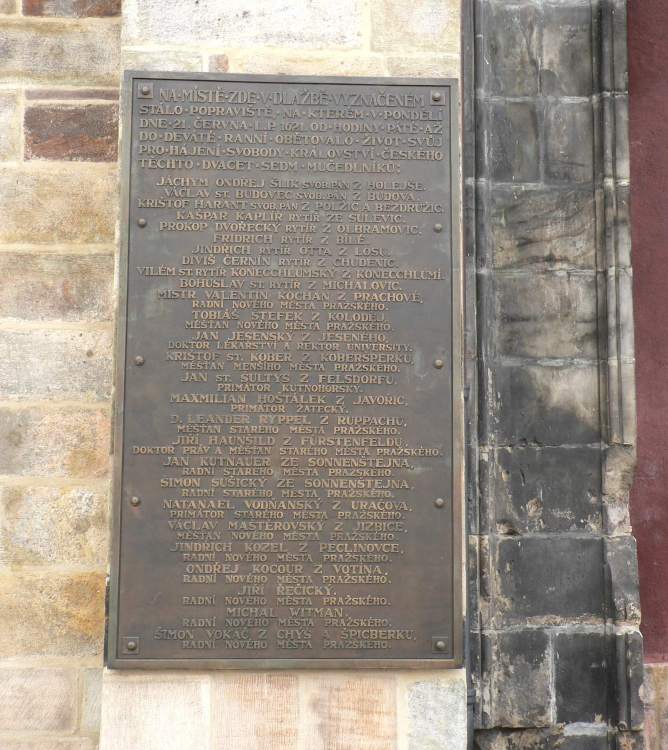 NA·MÍSTĚ·ZDE·V·DLAŽBĚ·VYZNAČENÉM
STÁLO·POPRAVIŠTĚ·NA·KTERÉM·V·PONDĚLÍ
DNE·21·ČERVNA·L.P.1621·OD·HODINY·PÁTÉ·AŽ
DO·DEVÁTÉ·RANNÍ·OBĚTOVALO·ŽIVOT·SVŮJ
PRO·HÁJENÍ·SVOBODY·KRÁLOVSTVÍ·ČESKÉHO
TĚCHTO·DVACET·SEDM·MUČEDLNÍKŮ:
JÁCHYM ONDŘEJ ŠLIK SVOB.PÁN Z HOLEJŠE.
VÁCLAV ST. BUDOVEC SVOB.PÁN Z BUDOVA.
KRIŠTOF HARANT SVOB.PÁN Z POLŽIC A BEZDRUŽIC.
KAŠPAR KAPLÍŘ RYTÍŘ ZE SULEVIC.
PROKOP DVOŘECKÝ RYTÍŘ Z OLBRAMOVIC.
FRIDRICH RYTÍŘ Z BÍLÉ.
JINDŘICH RYTÍŘ OTTA Z LOSU.
DIVIŠ ČERNÍN RYTÍŘ Z CHUDENIC.
VILÉM ST. RYTÍŘ KONECCHLUMSKÝ Z KONECCHLUMÍ.
BOHUSLAV ST. RYTÍŘ Z MICHALOVIC.
MISTR VALENTIN KOCHAN Z PRACHOVÉ,
RADNÍ NOVÉHO MĚSTA PRAŽSKÉHO.
TOBIÁŠ ŠTEFEK Z KOLODĚJ
MĚŠŤAN NOVÉHO MĚSTA PRAŽSKÉHO.
JAN JESENSKÝ Z JESENÉHO,
DOKTOR LÉKAŘSTVÍ A REKTOR UNIVERSITY.
KRIŠTOF ST. KOBER Z KOBERŠPERKU
MĚŠŤAN MENŠÍHO MĚSTA PRAŽSKÉHO.
JAN ST. ŠULTYS Z FELSDORFU,
PRIMÁTOR KUTNOHORSKÝ.
MAXMILIAN HOŠŤÁLEK Z JAVOŘIC,
PRIMÁTOR ŽATECKÝ.
D. LEANDER RYPPEL Z RUPPACHU,
MĚŠŤAN STARÉHO MĚSTA PRAŽSKÉHO.
JIŘÍ HAUNŠILD Z FÜRSTENFELDU.
DOKTOR PRÁV A MĚŠŤAN STARÉHO MĚSTA PRAŽSKÉHO.
JAN KUTNAUER ZE SONNENŠTEJNA,
RADNÍ STARÉHO MĚSTA PRAŽSKÉHO.
SIMON SUŠICKÝ ZE SONNENŠTEJNA,
RADNÍ STARÉHO MĚSTA PRAŽSKÉHO.
NATANAEL VODŇANSKÝ Z URAČOVA,
PRIMÁTOR STARÉHO MĚSTA PRAŽSKÉHO.
VÁCLAV MAŠTĚROVSKÝ Z JIZBICE,
MĚŠŤAN NOVÉHO MĚSTA PRAŽSKÉHO.
JINDŘICH KOZEL Z PECLINOVCE,
RADNÍ NOVÉHO MĚSTA PRAŽSKÉHO.
ONDŘEJ KOCOUR Z VOTÍNA,
RADNÍ NOVÉHO MĚSTA PRAŽSKÉHO.
JIŘÍ ŘEČICKÝ,
RADNÍ NOVÉHO MĚSTA PRAŽSKÉHO.
MICHAL WITMAN,
RADNÍ NOVÉHO MĚSTA PRAŽSKÉHO.
ŠIMON VOKÁČ Z CHYŠ A ŠPICBERKU,
RADNÍ NOVÉHO MĚSTA PRAŽSKÉHO.